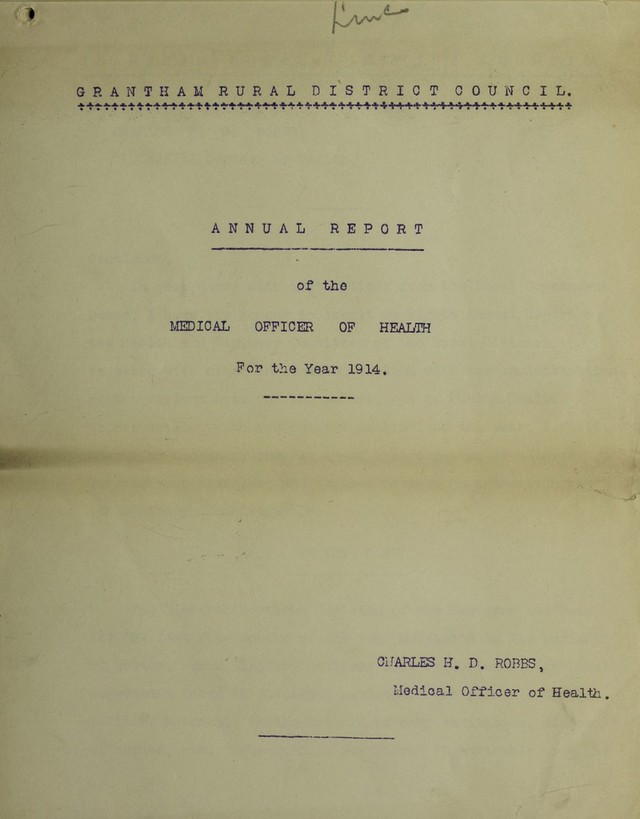 GRANTHAM RURAL DISTRICT COUNCIL.
ANNUAL REPORT
of the
MEDICAL OFFICER OF HEALTH
For the Year 1914.
-----------
CHARLES H. D. ROBBS,
Medical Officer of Health.